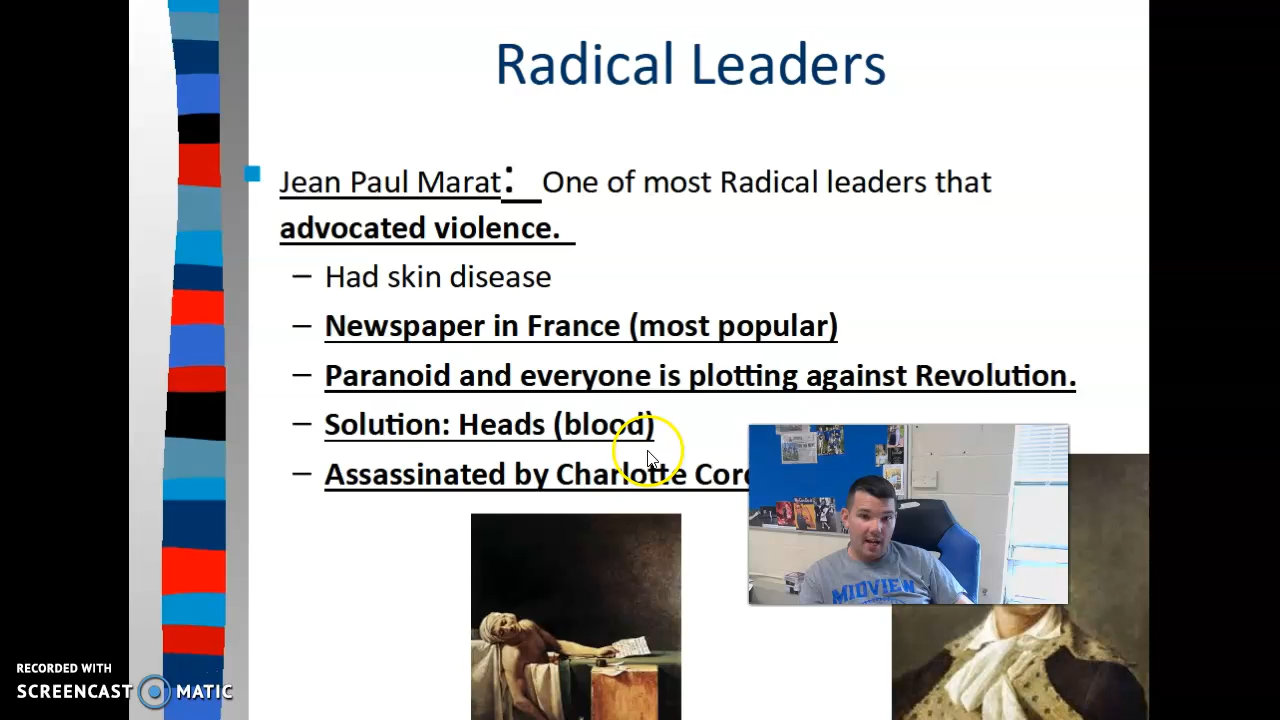 Radical Leaders
Jean Paul Marat: One of most Radical leaders that
advocated violence.
– Had skin disease
– Newspaper in France (most popular)
– Paranoid and everyone is plotting against Revolution.
– Solution: Heads (blood)
– Assassinated by Charlotte
MIDVIEW
RECORDED WITH
SCREENCAST MATIC